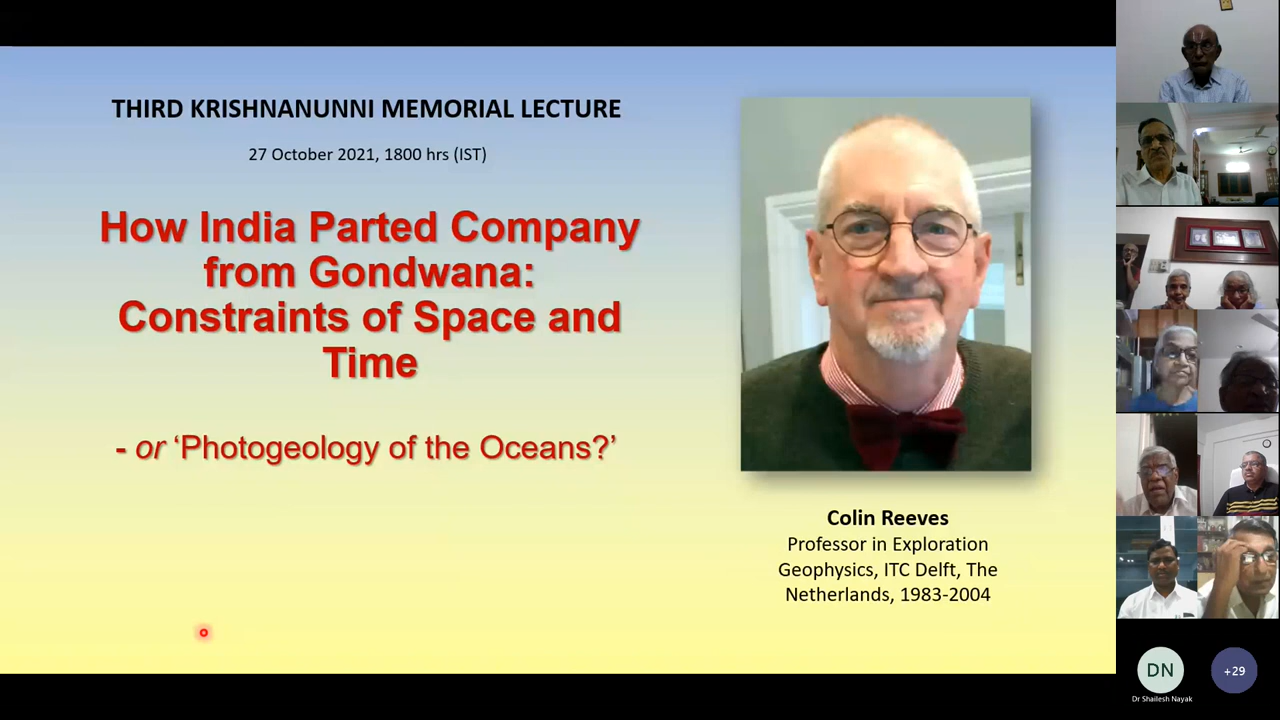 THIRD KRISHNANUNNI MEMORIAL LECTURE
27 October 2021, 1800 hrs (IST)
How India Parted Company
from Gondwana:
Constraints of Space and
Time
- or ‘Photogeology of the Oceans?’
Colin Reeves
Professor in Exploration
Geophysics, ITC Delft, The
Netherlands, 1983-2004
DN
Dr Shailesh Nayak
+29